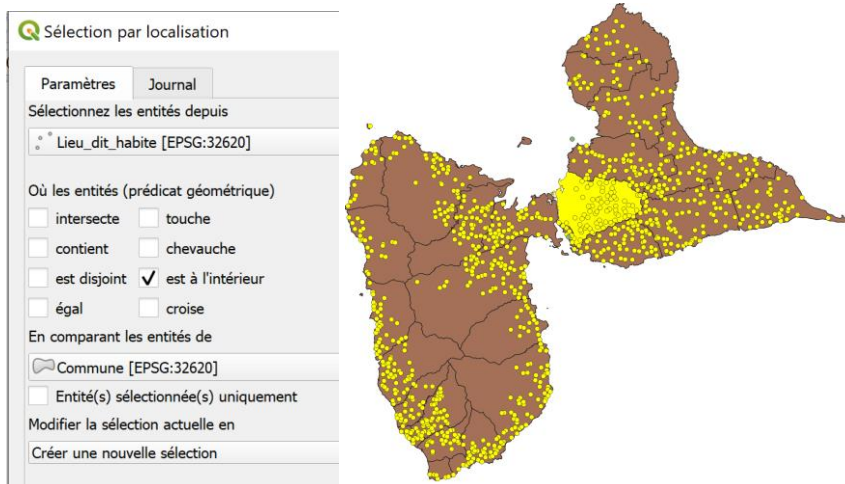 Sélection par localisation
Paramètres Journal
Sélectionnez les entités depuis
Lieu_dit_habite [EPSG:32620]
Où les entités (prédicat géométrique)
intersecte touche
contient chevauche
est disjoint est à l'intérieur
égal croise
En comparant les entités de
Commune [EPSG:32620]
Entité(s) sélectionnée(s) uniquement
Modifier la sélection actuelle en
Créer une nouvelle sélection